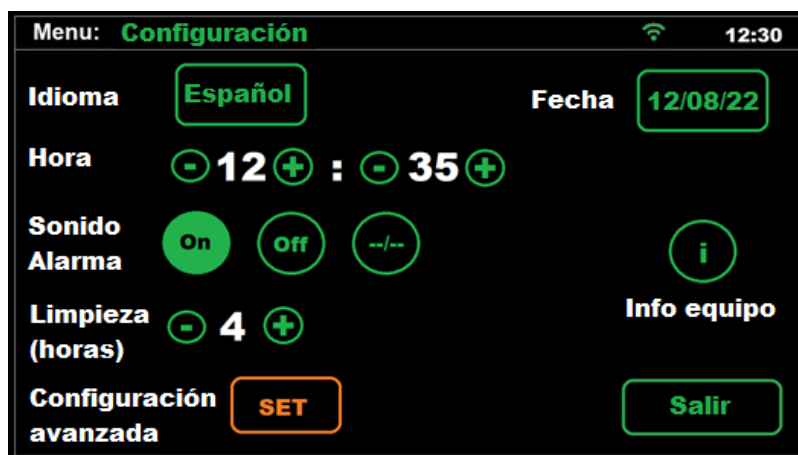 Menu: Configuración 12:30
Idioma Español Fecha 12/08/22
Hora - 12 + : - 35 +
Sonido
Alarma On Off --/-- i
Limpieza
(horas) - 4 + Info equipo
Configuración
avanzada SET Salir